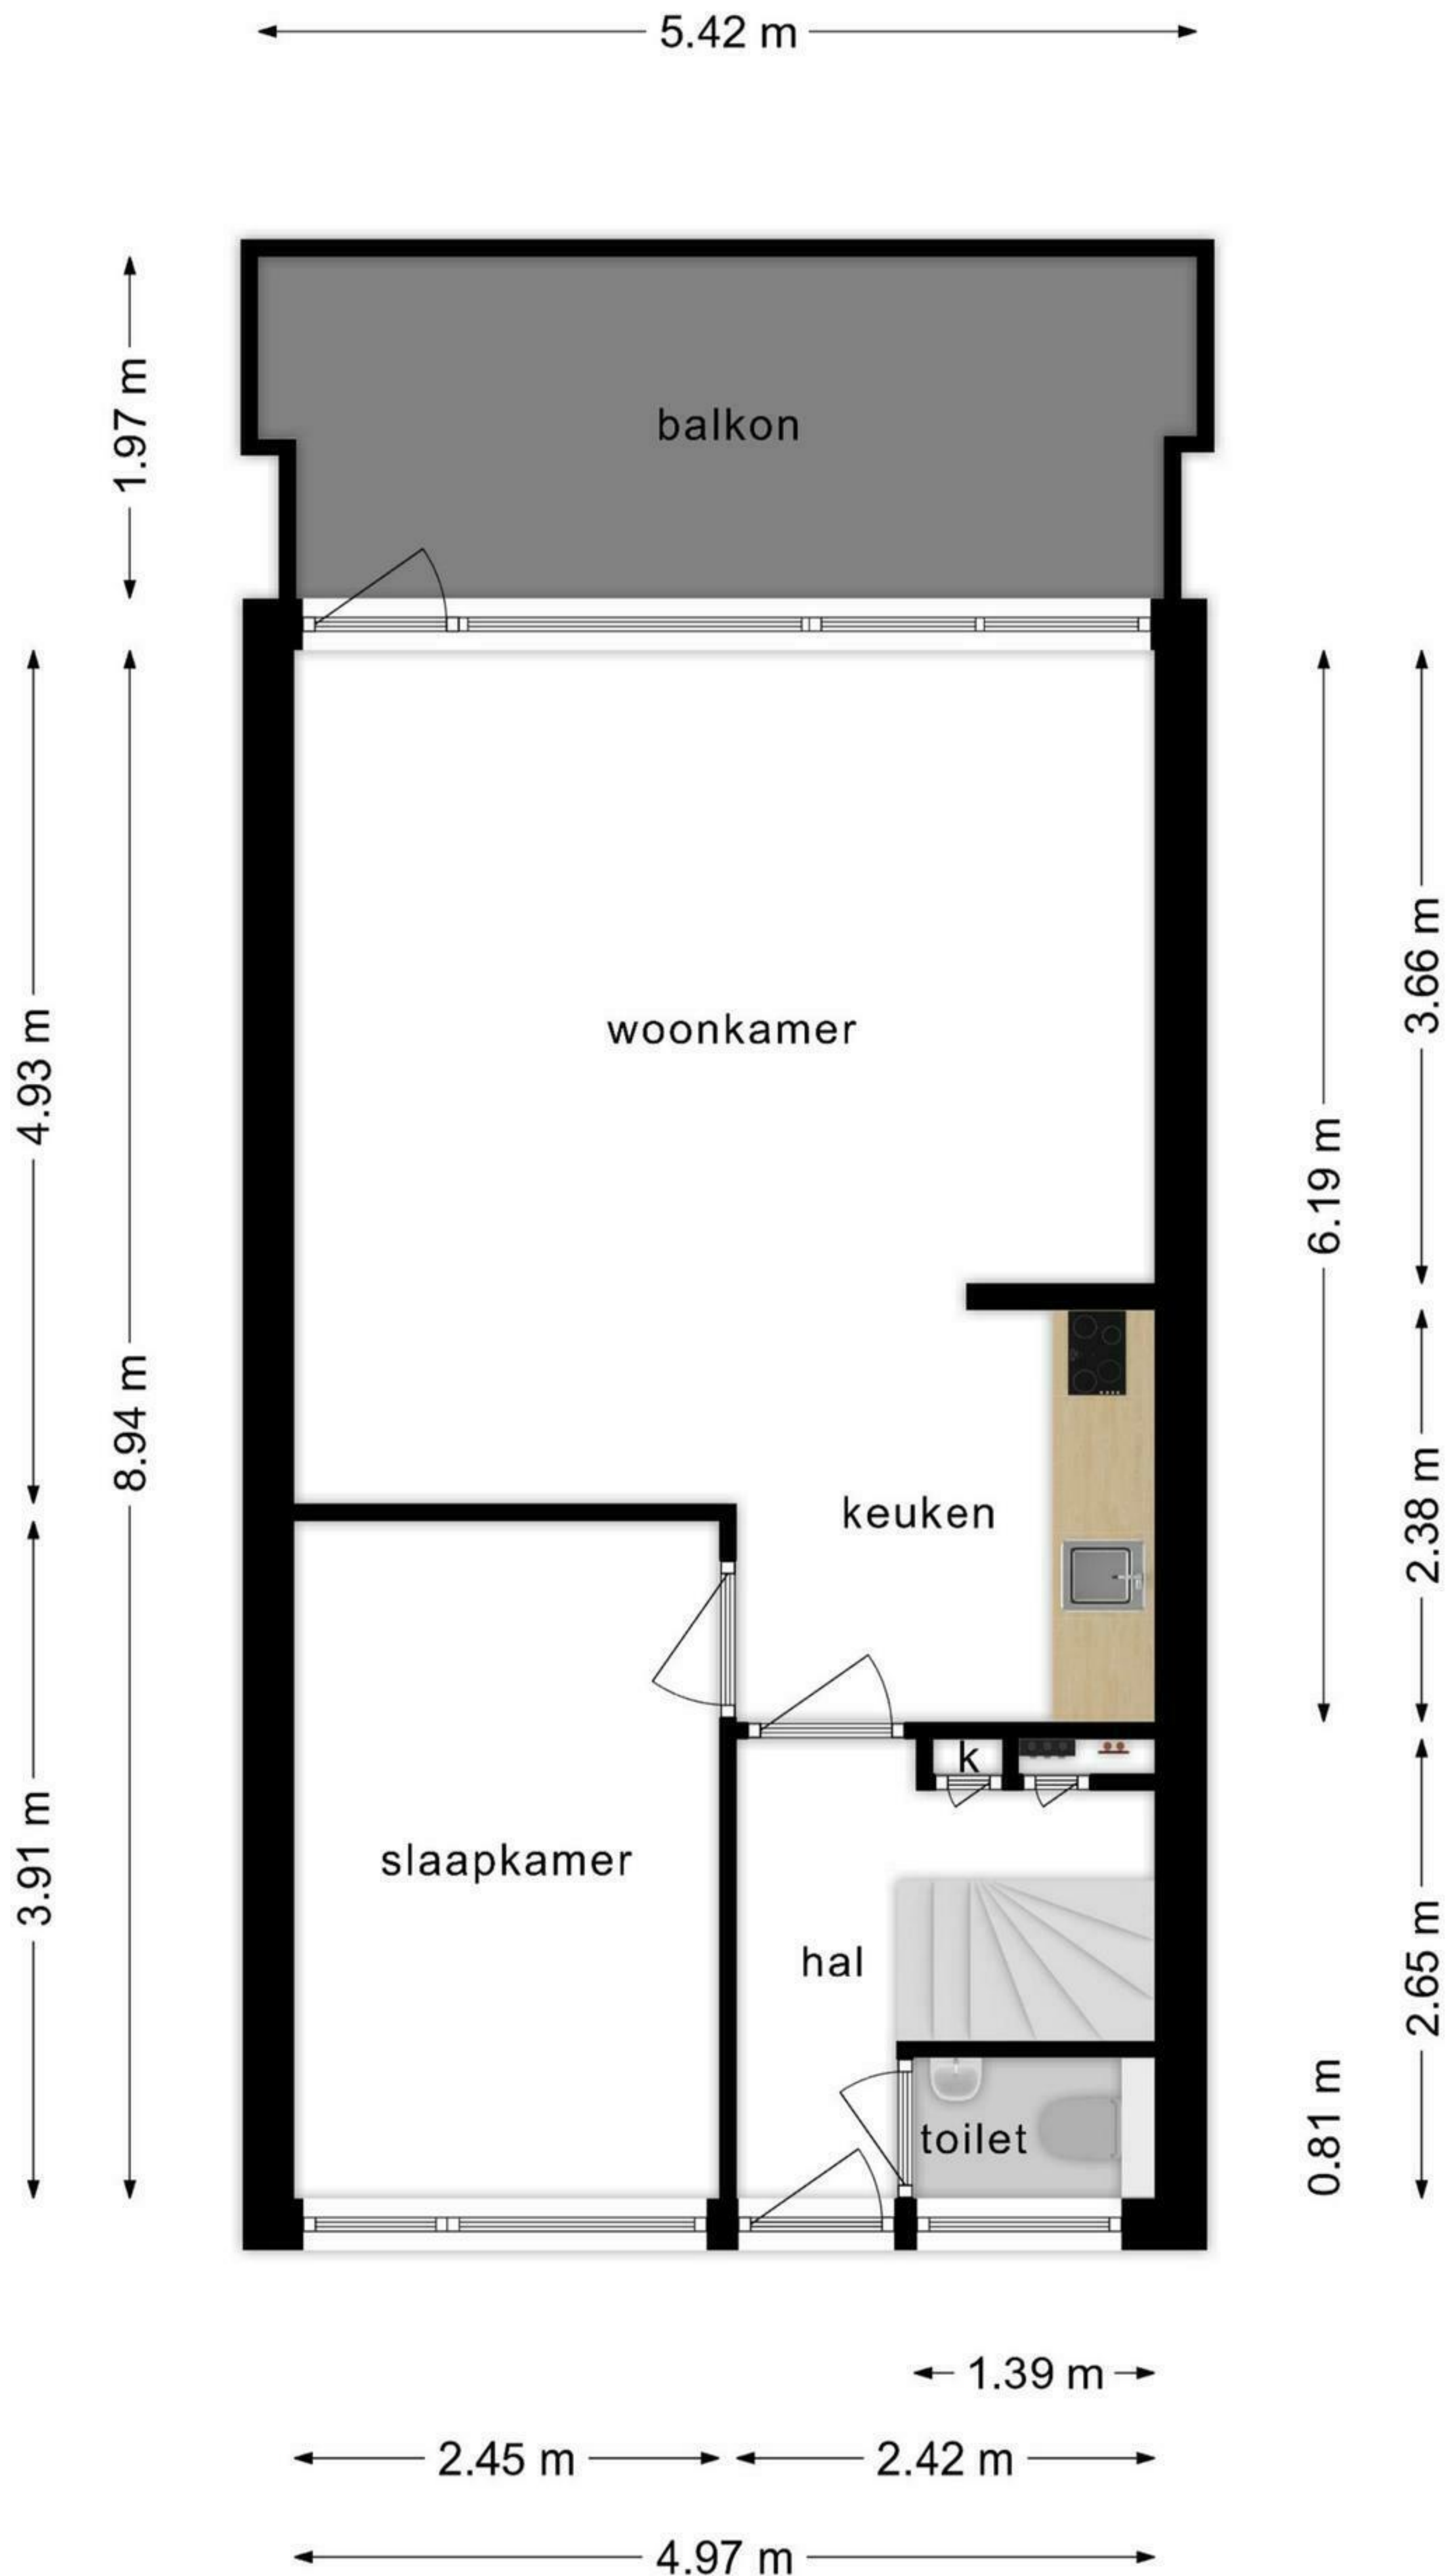 5.42 m
1.97 m
balkon
4.93 m
8.94 m
woonkamer
6.19 m
3.66 m
keuken
2.38 m
k
slaapkamer
3.91 m
hal
2.65 m
toilet
0.81 m
1.39 m
2.45 m
2.42 m
4.97 m